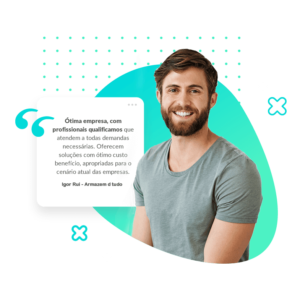 Ótima empresa, com
profissionais qualificamos que
atendem a todas demandas
necessárias. Oferecem
soluções com ótimo custo
benefício, apropriadas para o
cenário atual das empresas.
Igor Rui - Armazem d tudo